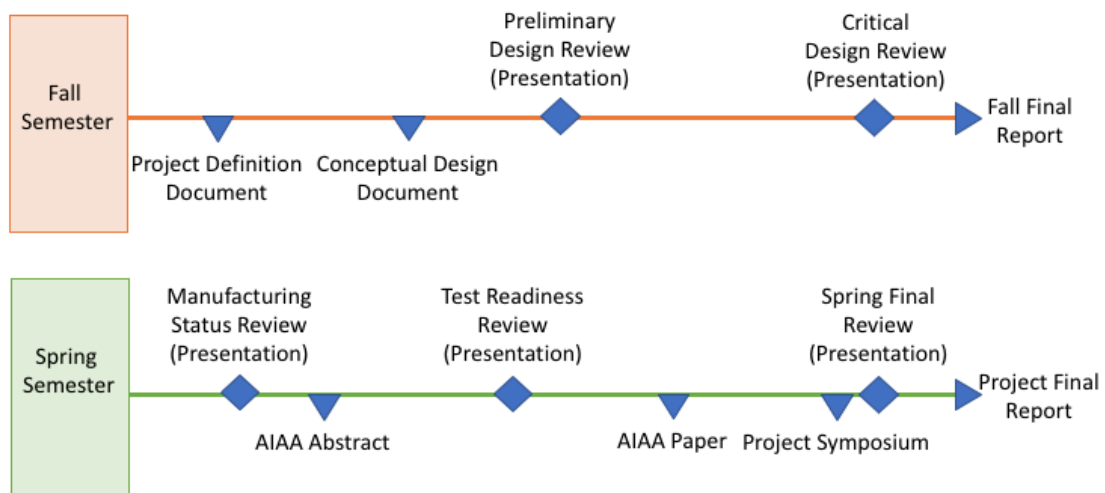 Fall
Semester
Preliminary
Design Review
(Presentation)
Critical
Design Review
(Presentation)
Fall Final
Report
Project Definition
Document
Conceptual Design
Document
Spring
Semester
Manufacturing
Status Review
(Presentation)
Test Readiness
Review
(Presentation)
Spring Final
Review
(Presentation)
Project Final
Report
AIAA Abstract
AIAA Paper
Project Symposium